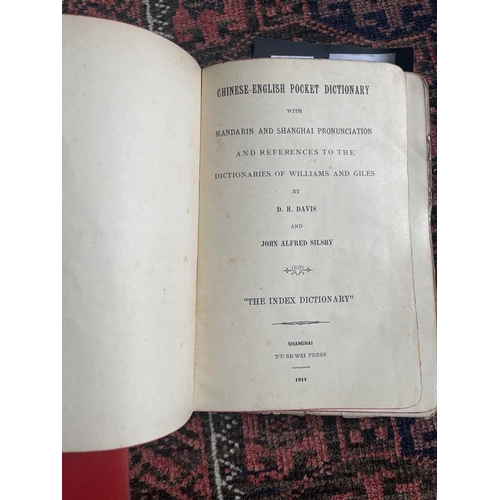 CHINESE-ENGLISH POCKET DICTIONARY
WITH
MANDARIN AND SHANGHAI PRONUNCIATION
AND REFERENCES TO THE
DICTIONARIES OF WILLIAMS AND GILES
BY
D. H. DAVIS
AND
JOHN ALFRED SILSBY
"THE INDEX DICTIONARY"
SHANGHAI
T'U-SE-WEI PRESS
1911